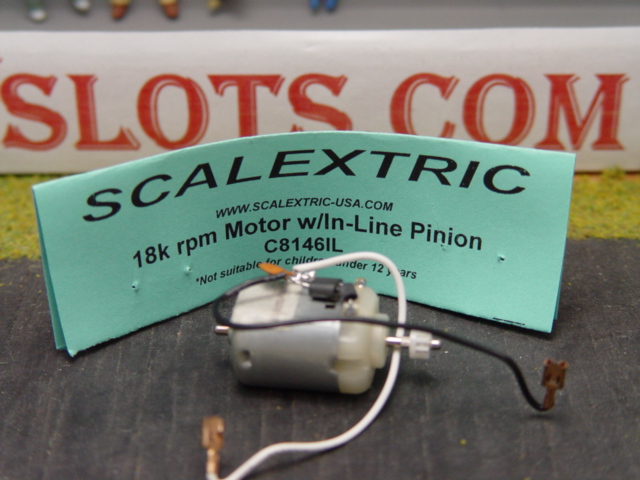 SLOTS COM
SCALEXTRIC
WWW.SCALEXTRIC-USA.COM
18k rpm Motor w/In-Line Pinion
C8146IL
*Not suitable for children under 12 years